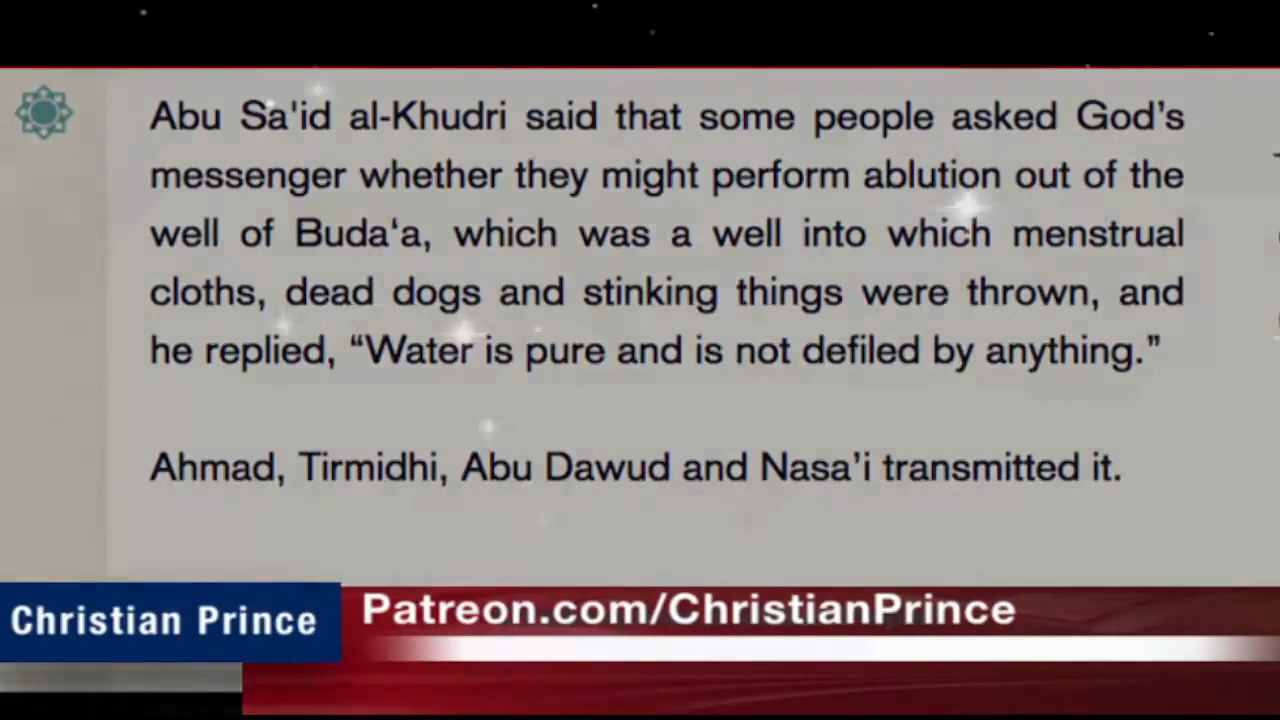 Abu Sa'id al-Khudri said that some people asked God’s
messenger whether they might perform ablution out of the
well of Buda‘a, which was a well into which menstrual
cloths, dead dogs and stinking things were thrown, and
he replied, “Water is pure and is not defiled by anything.”
Ahmad, Tirmidhi, Abu Dawud and Nasa’i transmitted it.
Christian Prince
Patreon.com/ChristianPrince